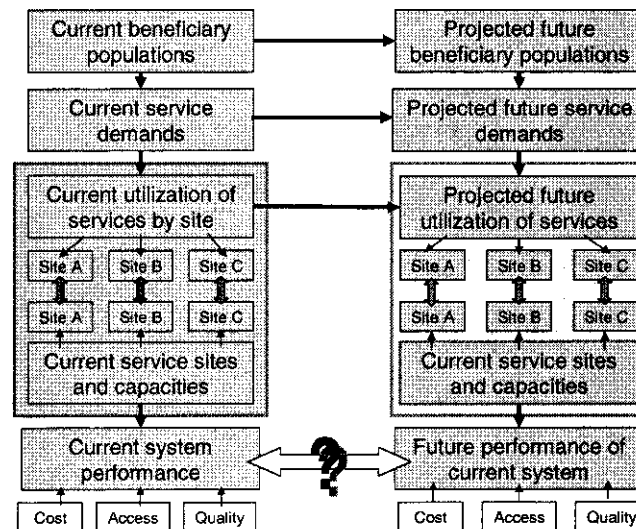 Current beneficiary
populations
Projected future
beneficiary populations
Current service
demands
Projected future service
demands
Current utilization of
services by site
Projected future
utilization of services
Site A Site B Site C
Site A Site B Site C
Site A Site B Site C
Site A Site B Site C
Current service sites
and capacities
Current service sites
and capacities
Current system
performance
?
Future performance of
current system
Cost Access Quality
Cost Access Quality